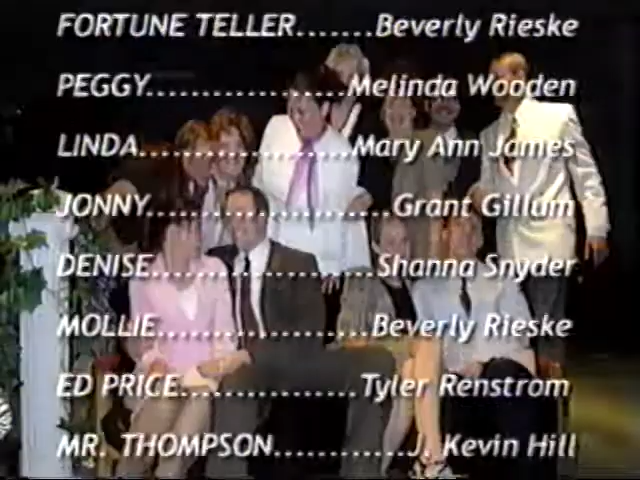 FORTUNE TELLER.......Beverly Rieske
PEGGY..................Melinda Wooden
LINDA...................Mary Ann James
JONNY.....................Grant Gillum
DENISE....................Shanna Snyder
MOLLIE...................Beverly Rieske
ED PRICE................Tyler Renstrom
MR. THOMPSON............J. Kevin Hill